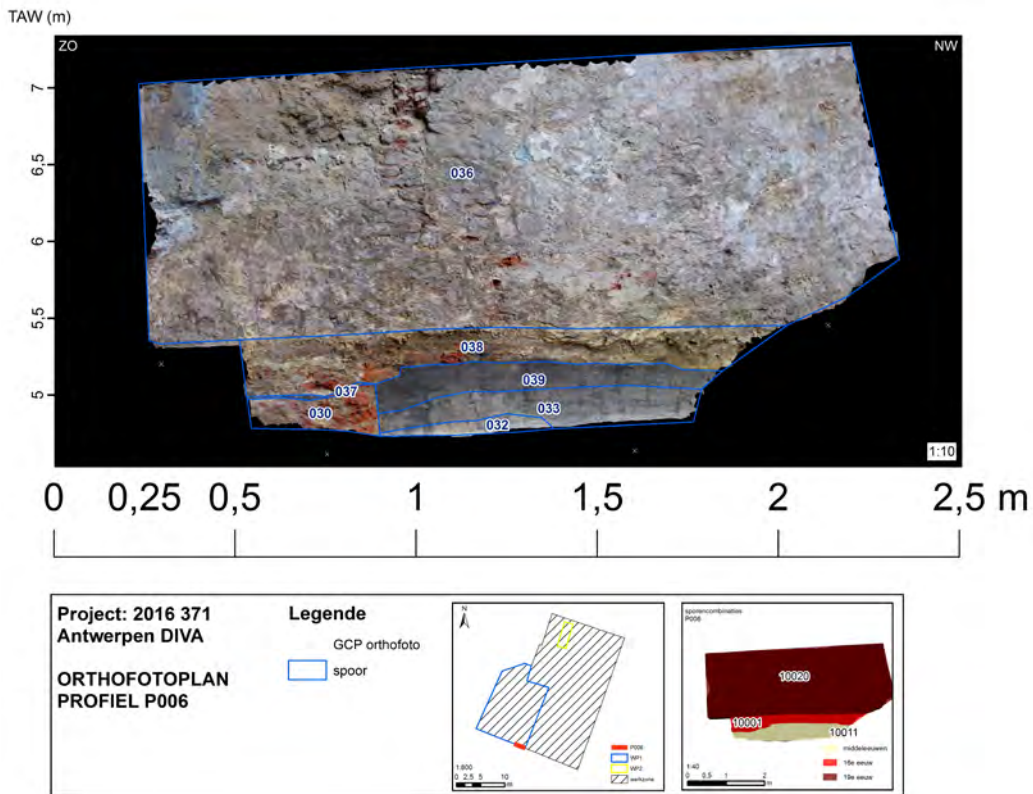 TAW (m)
ZO
NW
7
6,5
6
5,5
5
036
038
039
037
030
033
032
1:10
0 0,25 0,5 1 1,5 2 2,5 m
Project: 2016 371
Antwerpen DIVA
ORTHOFOTOPLAN
PROFIEL P006
Legende
GCP orthofoto
spoor
N
P006
WP1
WP2
werkzone
1:800
0 2,5 5 10
m
sporencombinaties
P006
10020
10001
10011
middeleeuwen
16e eeuw
19e eeuw
1:40
0 0,5 1 2
m